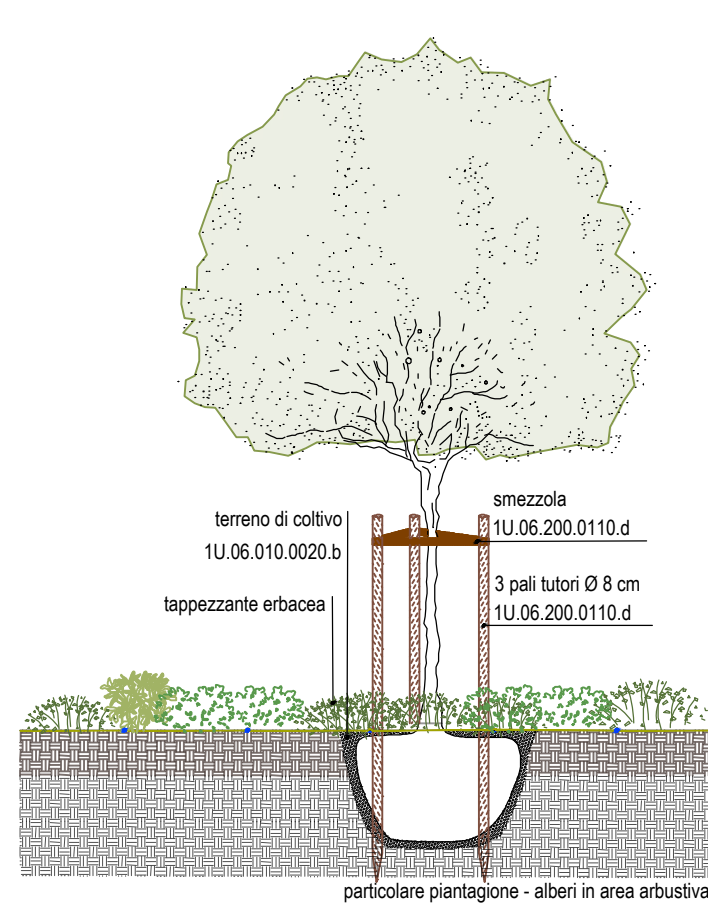 smezzola
1U.06.200.0110.d
terreno di coltivo
1U.06.010.0020.b
3 pali tutori Ø 8 cm
1U.06.200.0110.d
tappezzante erbacea
particolare piantagione - alberi in area arbustiva